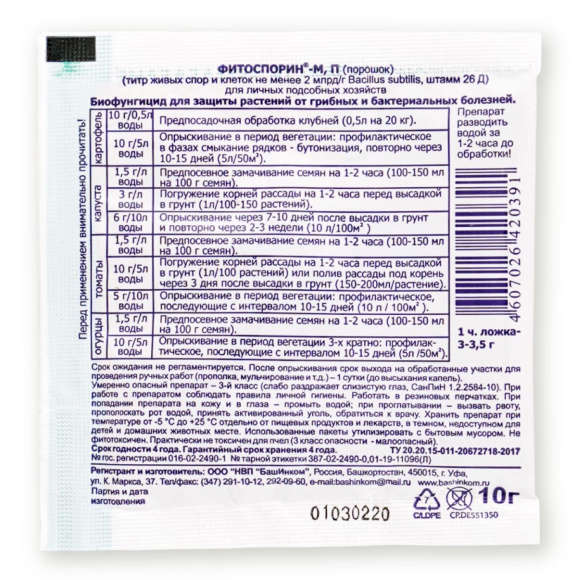 ФИТОСПОРИН®-М, П (порошок)
(титр живых спор и клеток не менее 2 млрд/г Bacillus subtilis, штамм 26 Д)
для личных подсобных хозяйств
Биофунгицид для защиты растений от грибных и бактериальных болезней.
Перед применением внимательно прочитать!
картофель
10 г/0,5л воды
Предпосадочная обработка клубней (0,5л на 20 кг).
10 г/5л воды
Опрыскивание в период вегетации: профилактическое
в фазах смыкание рядков - бутонизация, повторно через
10-15 дней (5л/50м²).
капуста
1,5 г/л воды
Предпосевное замачивание семян на 1-2 часа (100-150 мл
на 100 г семян).
3 г/л воды
Погружение корней рассады на 1-2 часа перед высадкой
в грунт (1л/100-150 растений).
6 г/10л воды
Опрыскивание через 7-10 дней после высадки в грунт
и повторно через 2-3 недели (10 л/100м²)
томаты
1,5 г/л воды
Предпосевное замачивание семян на 1-2 часа (100-150 мл
на 100 г семян).
10 г/5л воды
Погружение корней рассады на 1-2 часа перед высадкой
в грунт (1л/100 растений) или полив рассады под корень
через 3 дня после высадки в грунт (150-200мл/растение).
5 г/10л воды
Опрыскивание в период вегетации: профилактическое,
последующие с интервалом 10-15 дней (10 л / 100м²).
огурцы
1,5 г/л воды
Предпосевное замачивание семян на 1-2 часа (100-150 мл
на 100 г семян).
10 г/5л воды
Опрыскивание в период вегетации 3-х кратно: профилак-
тическое, последующие с интервалом 10-15 дней (5л/50м²).
Препарат
разводить
водой за
1-2 часа до
обработки!
4607026 420391
1 ч. ложка-
3-3,5 г
Срок ожидания не регламентируется. После опрыскивания срок выхода на обработанные участки для
проведения ручных работ (прополка, мульчирование и т.д.) – 1 сутки (до высыхания капель).
Умеренно опасный препарат – 3-й класс (слабо раздражает слизистую глаз, СанПиН 1.2.2584-10). При
работе с препаратом соблюдать правила личной гигиены. Работать в резиновых перчатках. При
попадании препарата на кожу и в глаза – промыть водой; при проглатывании – вызвать рвоту,
прополоскать рот водой, принять активированный уголь, обратиться к врачу. Хранить препарат при
температуре от -5 °С до +25 °С отдельно от пищевых продуктов и лекарств, в темном, недоступном для
детей и домашних животных месте. Использованные пакеты утилизировать с бытовым мусором. Не
фитотоксичен. Практически не токсичен для пчел (3 класс опасности - малоопасный).
Срок годности 4 года. Гарантийный срок хранения 4 года. ТУ 20.20.15-011-20672718-2017
№ гос. регистрации 016-02-2490-1 № тарной этикетки 387-02-2490-0,01-19-11096(Л)
Регистрант и изготовитель: ООО "НВП "БашИнком", Россия, Башкортостан, 450015, г. Уфа,
ул. К. Маркса, 37. Тел/факс: (347) 291-10-12, 292-09-60, e-mail:bashinkom@mail.ru www.bashinkom.ru
Партия и дата
изготовления
01030220
7
C/LDPE
CP.DES51350
10г